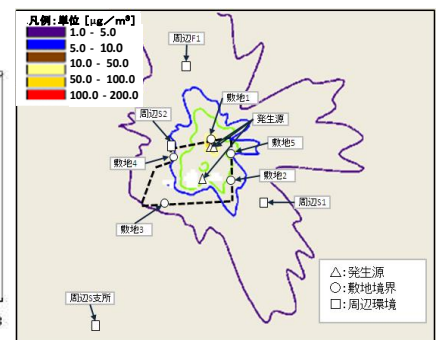 凡例:単位[μg/m³]
1.0 - 5.0
5.0 - 10.0
10.0 - 50.0
50.0 - 100.0
100.0 - 200.0
周辺F1
敷地1
周辺S2
発生源
敷地5
敷地4
敷地2
周辺S1
敷地3
周辺S支所
△:発生源
○:敷地境界
□:周辺環境